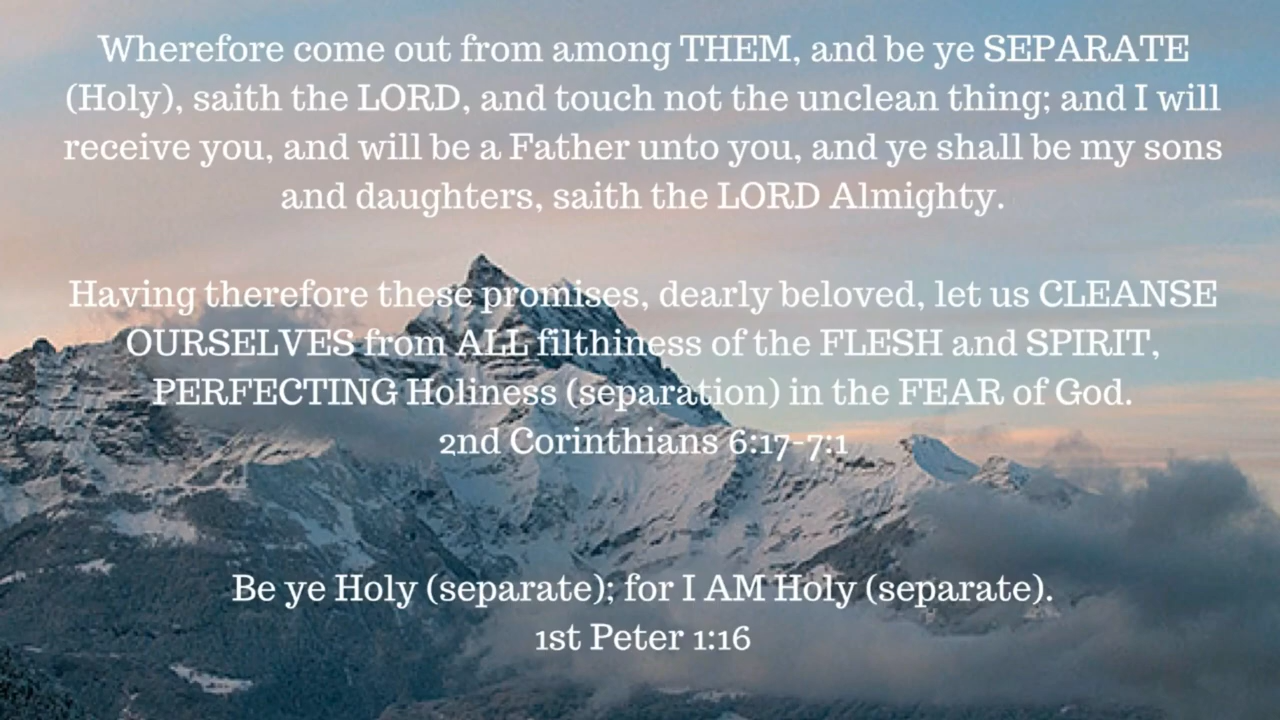 Wherefore come out from among THEM, and be ye SEPARATE
(Holy), saith the LORD, and touch not the unclean thing; and I will
receive you, and will be a Father unto you, and ye shall be my sons
and daughters, saith the LORD Almighty.
Having therefore these promises, dearly beloved, let us CLEANSE
OURSELVES from ALL filthiness of the FLESH and SPIRIT,
PERFECTING Holiness (separation) in the FEAR of God.
2nd Corinthians 6:17-7:1
Be ye Holy (separate); for I AM Holy (separate).
1st Peter 1:16